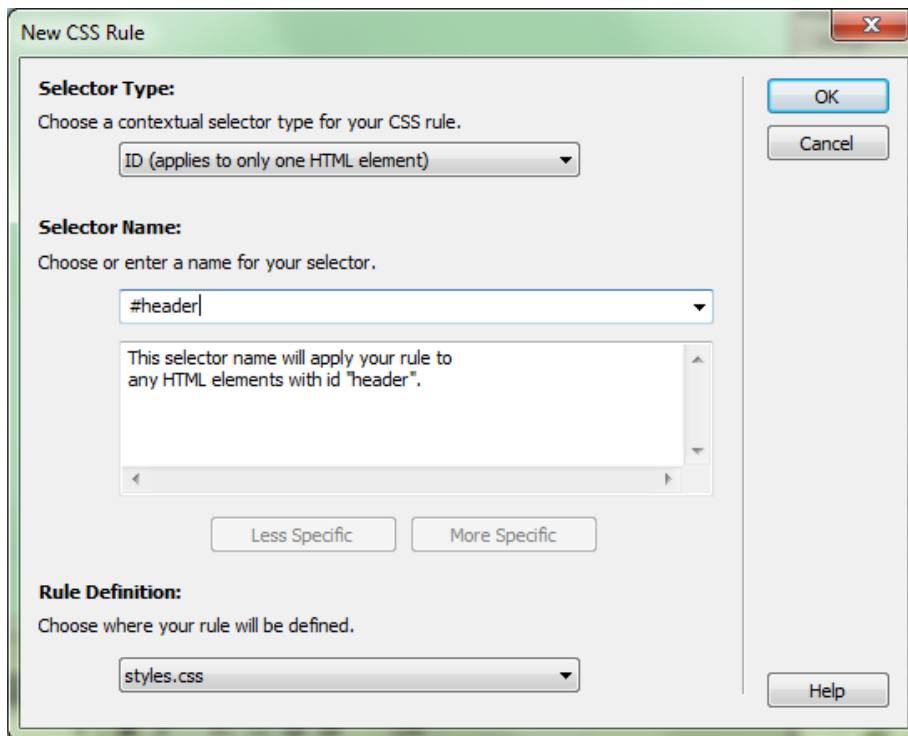 New CSS Rule
Selector Type:
OK
Choose a contextual selector type for your CSS rule.
Cancel
ID (applies to only one HTML element)
Selector Name:
Choose or enter a name for your selector.
#header
This selector name will apply your rule to
any HTML elements with id "header".
Less Specific
More Specific
Rule Definition:
Choose where your rule will be defined.
styles.css
Help